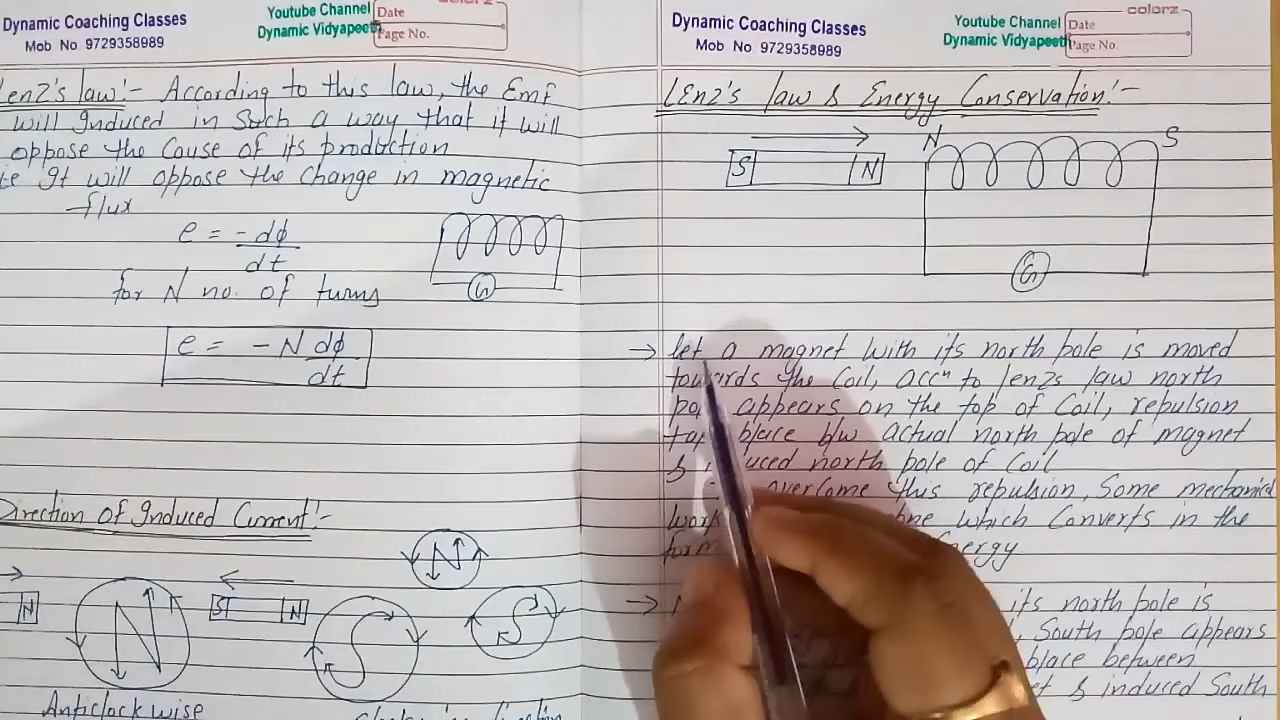 Dynamic Coaching Classes
Mob No 9729358989
Youtube Channel
Dynamic Vidyapeeth
Date
Page No.
Lenz's law:- According to this law, the Emf
will Induced in such a way that it will
oppose the cause of its production
ie It will oppose the change in magnetic
flux
e = -dϕ
dt
for N no. of turns
G
e = -N dϕ
dt
Direction of Induced Current:-
N
N
S
N
S
S
Anticlockwise
Dynamic Coaching Classes
Mob No 9729358989
Youtube Channel
Dynamic Vidyapeeth
colorz
Date
Page No.
Lenz's law & Energy Conservation:-
S N
N S
G
→ let a magnet with its north pole is moved
towards the Coil, accⁿ to lenzs law north
appears on the top of Coil, repulsion
place b/w actual north pole of magnet
& north pole of Coil
overcome this repulsion, Some mechanical
work which Converts in the
→ its north pole is
South pole appears
place between
& induced South